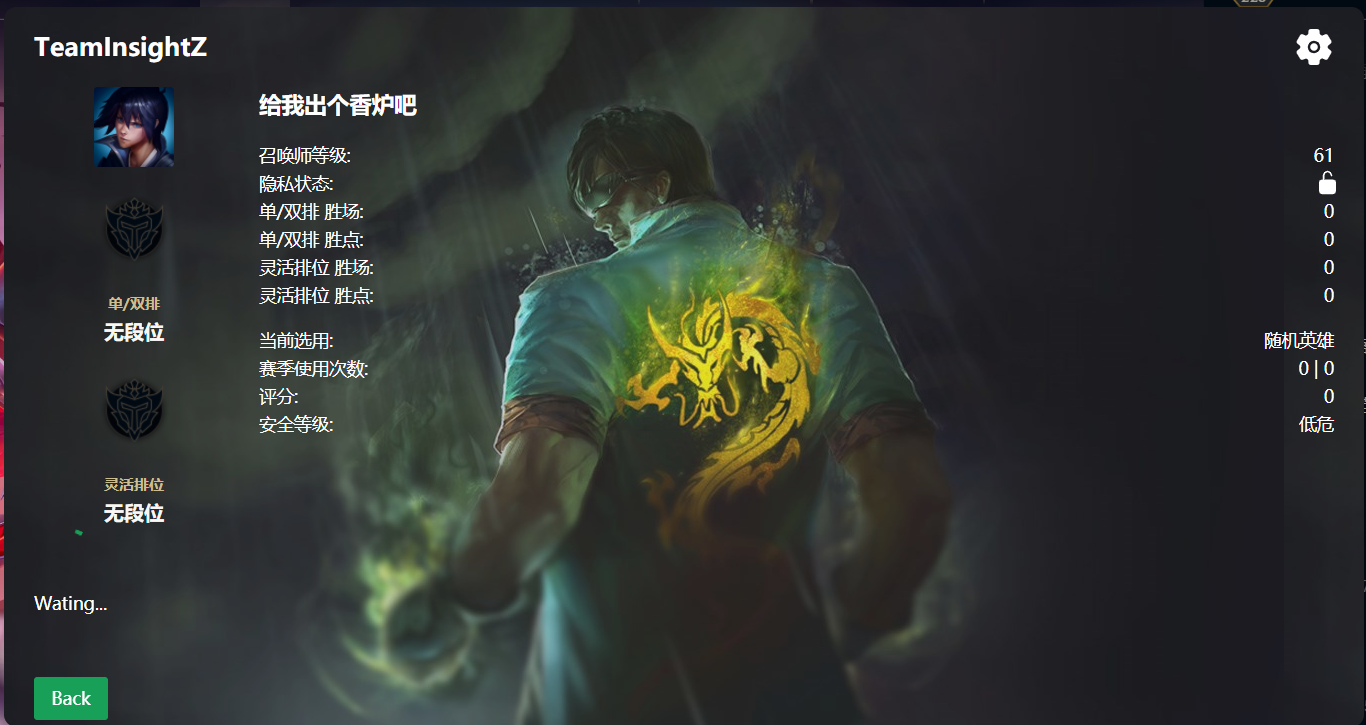 TeamInsightZ
给我出个香炉吧
召唤师等级: 61
隐私状态:
单/双排 胜场: 0
单/双排 胜点: 0
灵活排位 胜场: 0
灵活排位 胜点: 0
单/双排
无段位
当前选用: 随机英雄
赛季使用次数: 0 | 0
评分: 0
安全等级: 低危
灵活排位
无段位
Wating...
Back